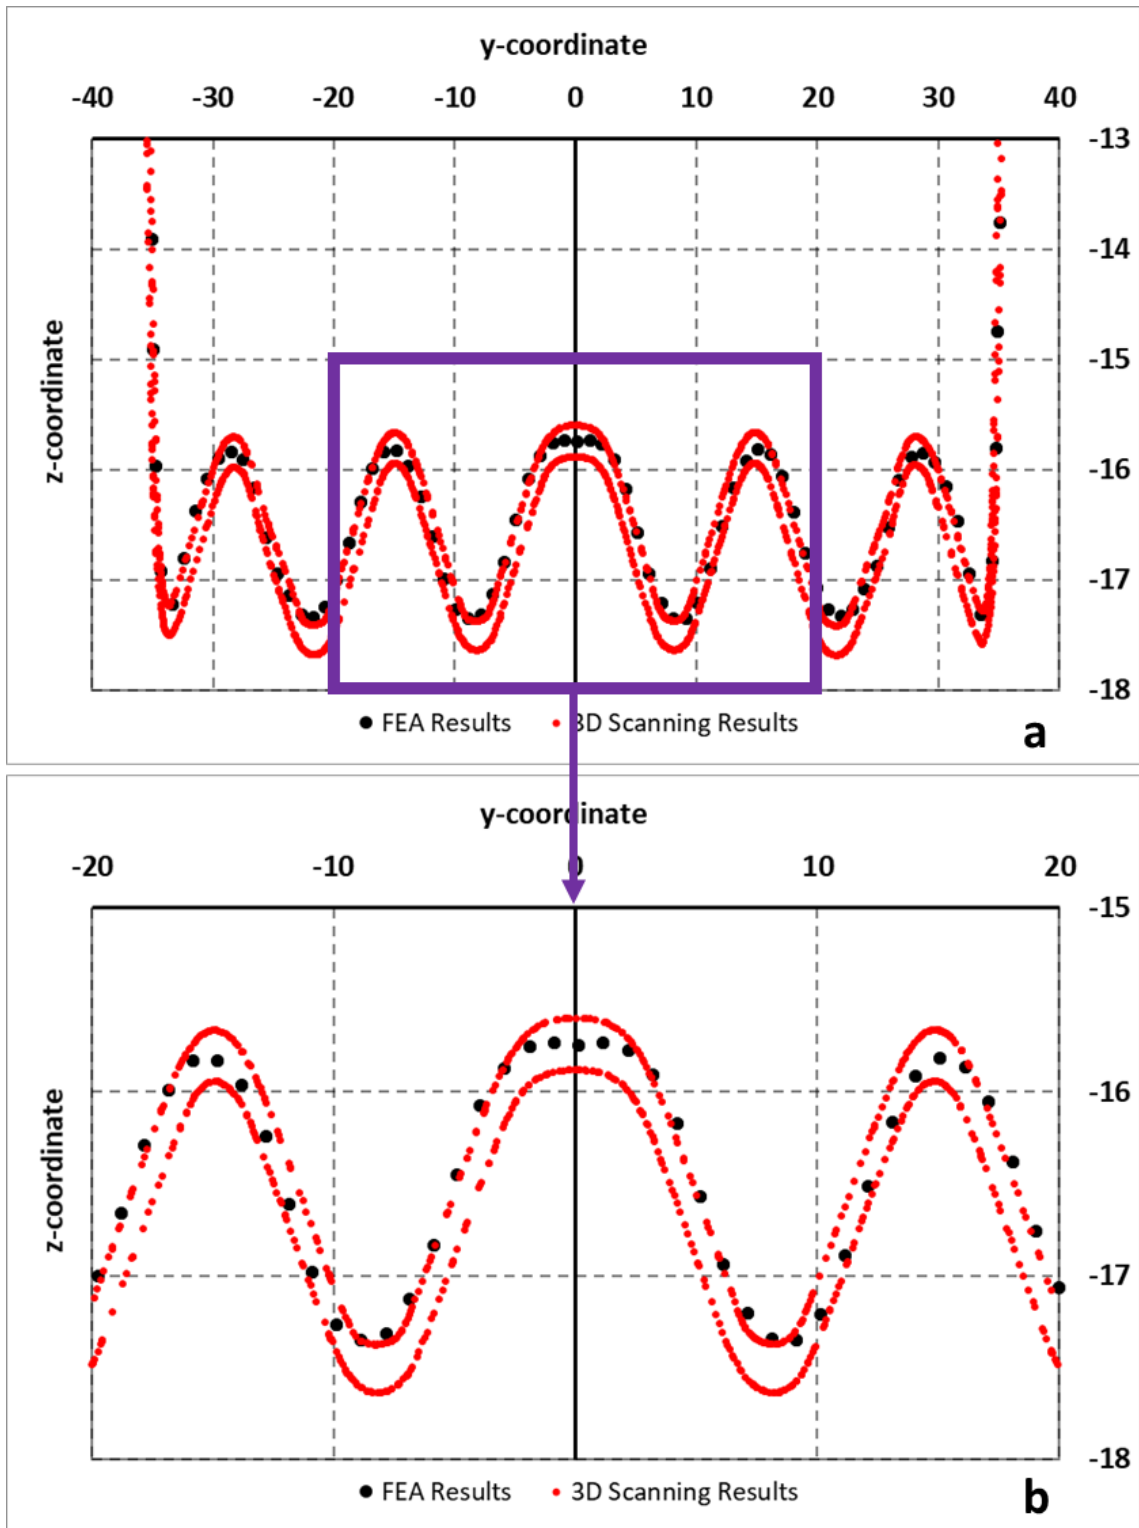 y-coordinate
-40 -30 -20 -10 0 10 20 30 40
-13
-14
-15
-16
-17
-18
z-coordinate
FEA Results 3D Scanning Results
a
y-coordinate
-20 -10 0 10 20
-15
-16
-17
-18
z-coordinate
FEA Results 3D Scanning Results
b